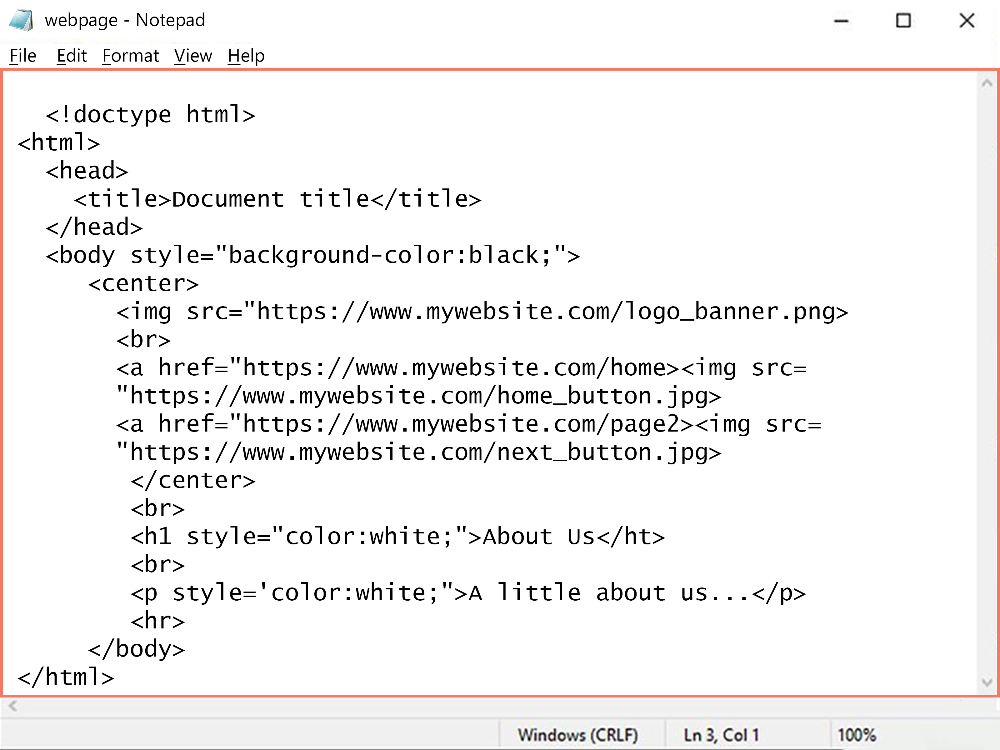 webpage - Notepad
File Edit Format View Help
<!doctype html>
<html>
<head>
<title>Document title</title>
</head>
<body style="background-color:black;">
<center>
<img src="https://www.mywebsite.com/logo_banner.png>
<br>
<a href="https://www.mywebsite.com/home><img src=
"https://www.mywebsite.com/home_button.jpg>
<a href="https://www.mywebsite.com/page2><img src=
"https://www.mywebsite.com/next_button.jpg>
</center>
<br>
<h1 style="color:white;">About Us</ht>
<br>
<p style='color:white;">A little about us...</p>
<hr>
</body>
</html>
Windows (CRLF) Ln 3, Col 1 100%